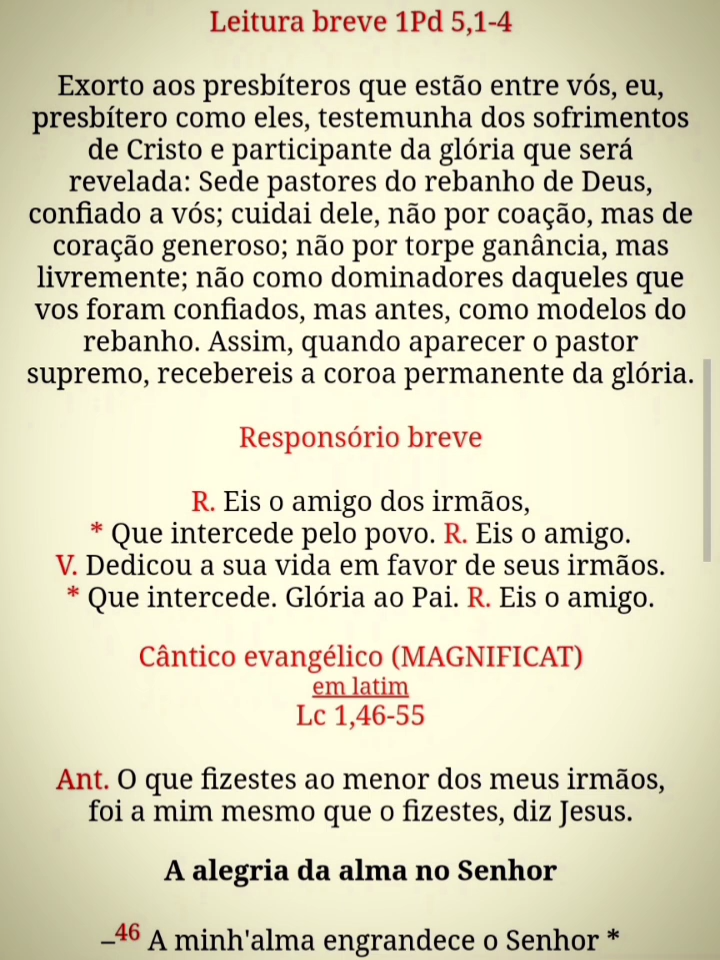 Leitura breve 1Pd 5,1-4
Exorto aos presbíteros que estão entre vós, eu,
presbítero como eles, testemunha dos sofrimentos
de Cristo e participante da glória que será
revelada: Sede pastores do rebanho de Deus,
confiado a vós; cuidai dele, não por coação, mas de
coração generoso; não por torpe ganância, mas
livremente; não como dominadores daqueles que
vos foram confiados, mas antes, como modelos do
rebanho. Assim, quando aparecer o pastor
supremo, recebereis a coroa permanente da glória.
Responsório breve
R. Eis o amigo dos irmãos,
* Que intercede pelo povo. R. Eis o amigo.
V. Dedicou a sua vida em favor de seus irmãos.
* Que intercede. Glória ao Pai. R. Eis o amigo.
Cântico evangélico (MAGNIFICAT)
em latim
Lc 1,46-55
Ant. O que fizestes ao menor dos meus irmãos,
foi a mim mesmo que o fizestes, diz Jesus.
A alegria da alma no Senhor
–46 A minh'alma engrandece o Senhor *